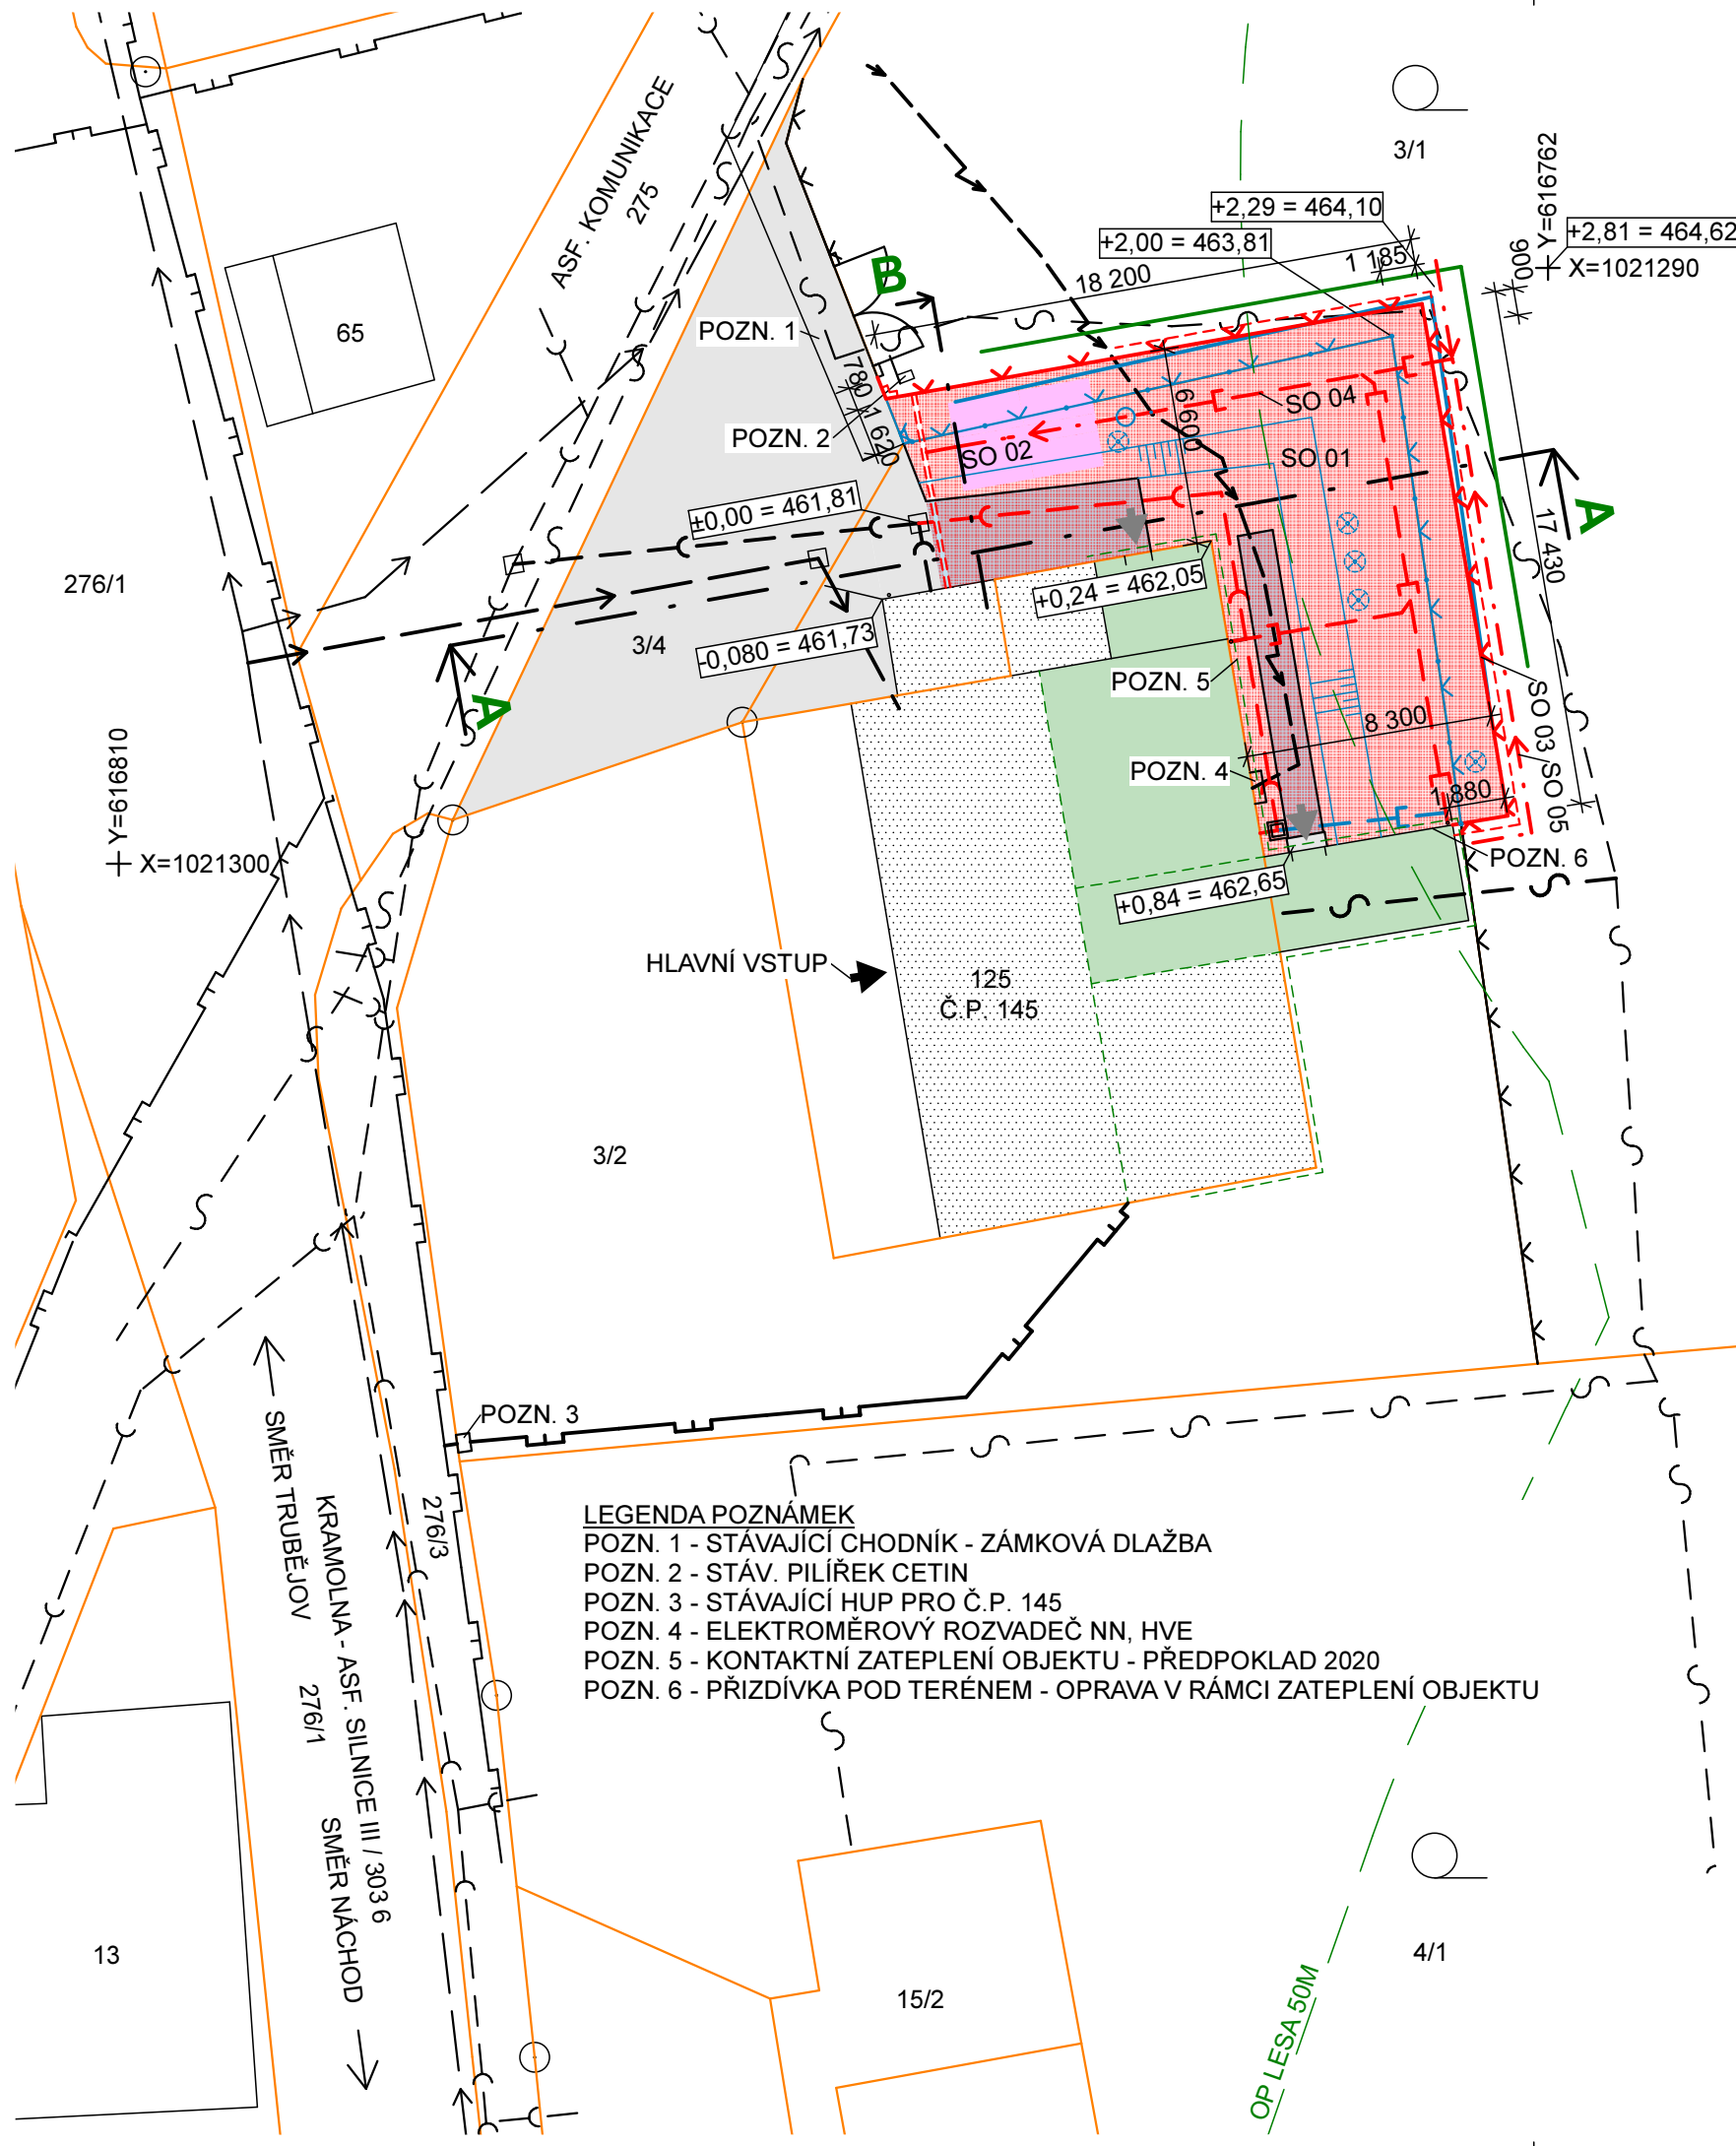 ASF. KOMUNIKACE
275
3/1
Y=616762
+2,29 = 464,10
+2,81 = 464,62
+2,00 = 463,81
X=1021290
900
1 185
18 200
B
65
POZN. 1
780
1 620
6 600
SO 04
POZN. 2
SO 02
SO 01
±0,00 = 461,81
A
17 430
276/1
+0,24 = 462,05
3/4
-0,080 = 461,73
A
POZN. 5
SO 03
SO 05
8 300
POZN. 4
1 880
Y=616810
X=1021300
POZN. 6
+0,84 = 462,65
HLAVNÍ VSTUP
125
Č.P. 145
3/2
POZN. 3
SMĚR TRUBĚJOV
KRAMOLNA - ASF. SILNICE III / 303 6
276/1
SMĚR NÁCHOD
276/3
LEGENDA POZNÁMEK
POZN. 1 - STÁVAJÍCÍ CHODNÍK - ZÁMKOVÁ DLAŽBA
POZN. 2 - STÁV. PILÍŘEK CETIN
POZN. 3 - STÁVAJÍCÍ HUP PRO Č.P. 145
POZN. 4 - ELEKTROMĚROVÝ ROZVADEČ NN, HVE
POZN. 5 - KONTAKTNÍ ZATEPLENÍ OBJEKTU - PŘEDPOKLAD 2020
POZN. 6 - PŘIZDÍVKA POD TERÉNEM - OPRAVA V RÁMCI ZATEPLENÍ OBJEKTU
13
15/2
4/1
OP LESA 50M